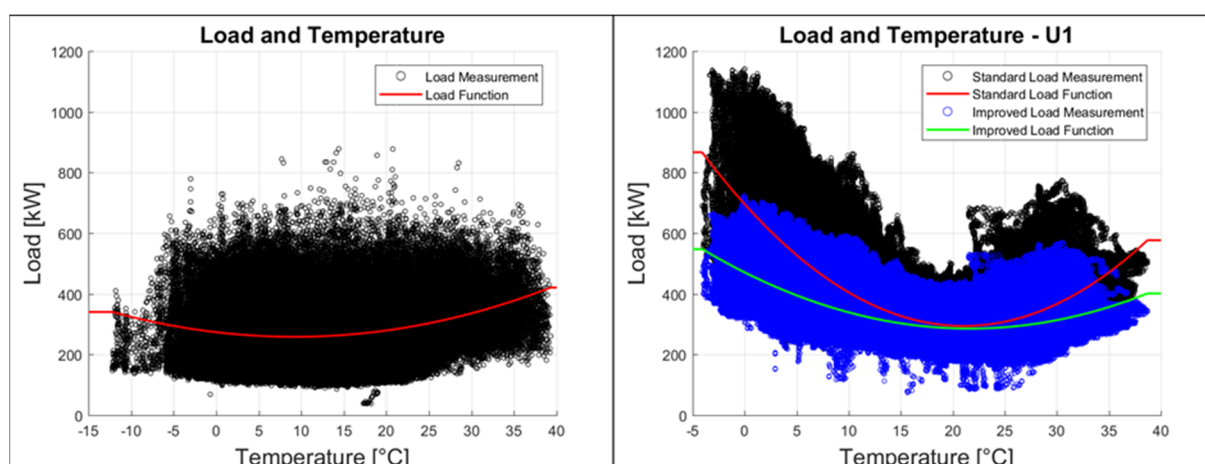 Load and Temperature
1200
1000
800
600
400
200
0
Load [kW]
Load Measurement
Load Function
-15 -10 -5 0 5 10 15 20 25 30 35 40
Temperature [°C]
Load and Temperature - U1
1200
1000
800
600
400
200
0
Load [kW]
Standard Load Measurement
Standard Load Function
Improved Load Measurement
Improved Load Function
-5 0 5 10 15 20 25 30 35 40
Temperature [°C]